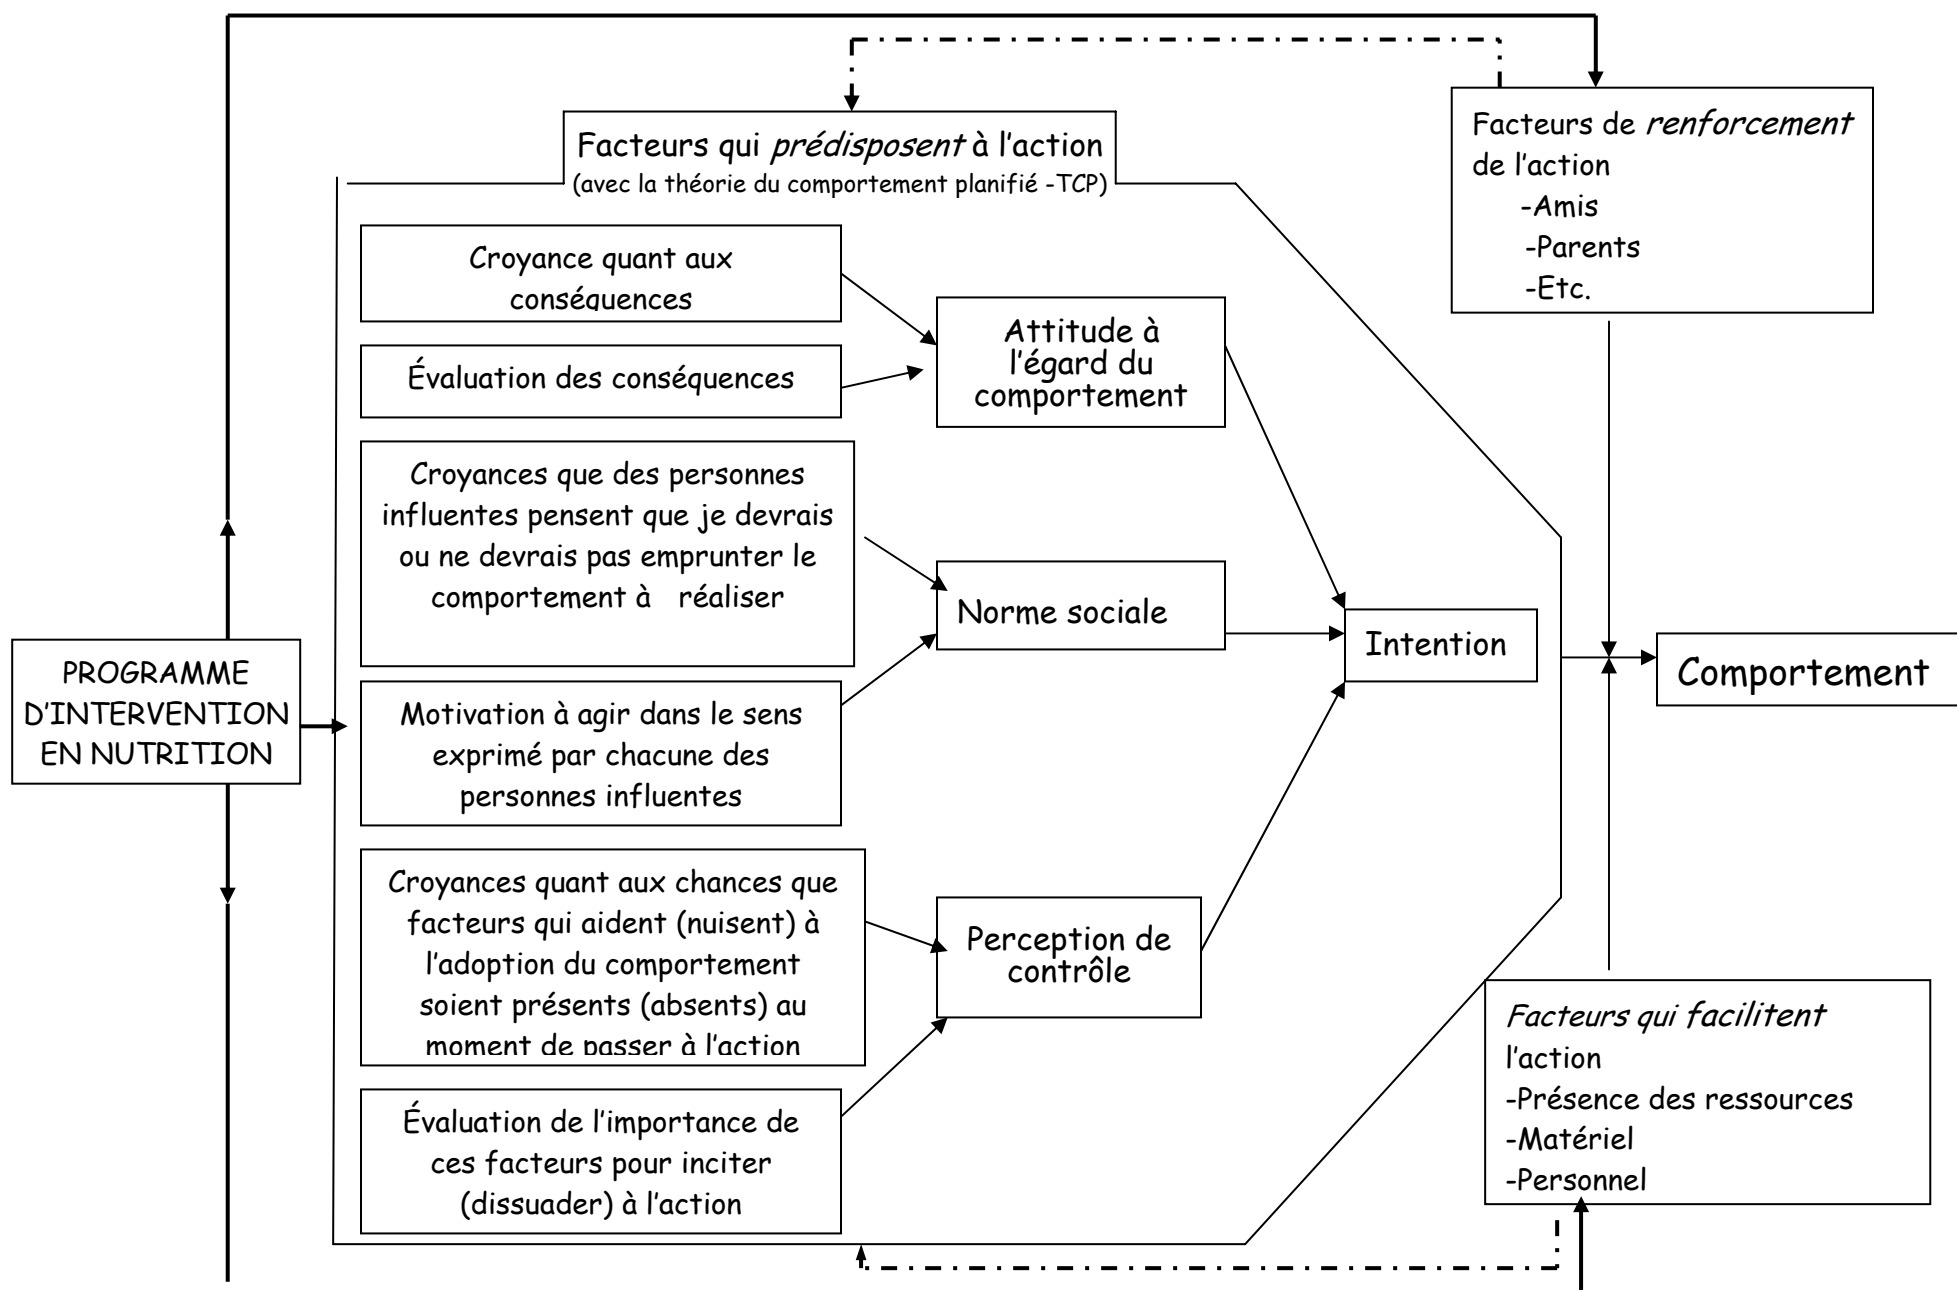 Facteurs qui prédisposent à l'action
(avec la théorie du comportement planifié -TCP)
Facteurs de renforcement
de l'action
-Amis
-Parents
-Etc.
Croyance quant aux
conséquences
Évaluation des conséquences
Attitude à
l'égard du
comportement
Croyances que des personnes
influentes pensent que je devrais
ou ne devrais pas emprunter le
comportement à réaliser
Norme sociale
Intention
Comportement
PROGRAMME
D'INTERVENTION
EN NUTRITION
Motivation à agir dans le sens
exprimé par chacune des
personnes influentes
Croyances quant aux chances que
facteurs qui aident (nuisent) à
l'adoption du comportement
soient présents (absents) au
moment de passer à l'action
Perception de
contrôle
Évaluation de l'importance de
ces facteurs pour inciter
(dissuader) à l'action
Facteurs qui facilitent
l'action
-Présence des ressources
-Matériel
-Personnel